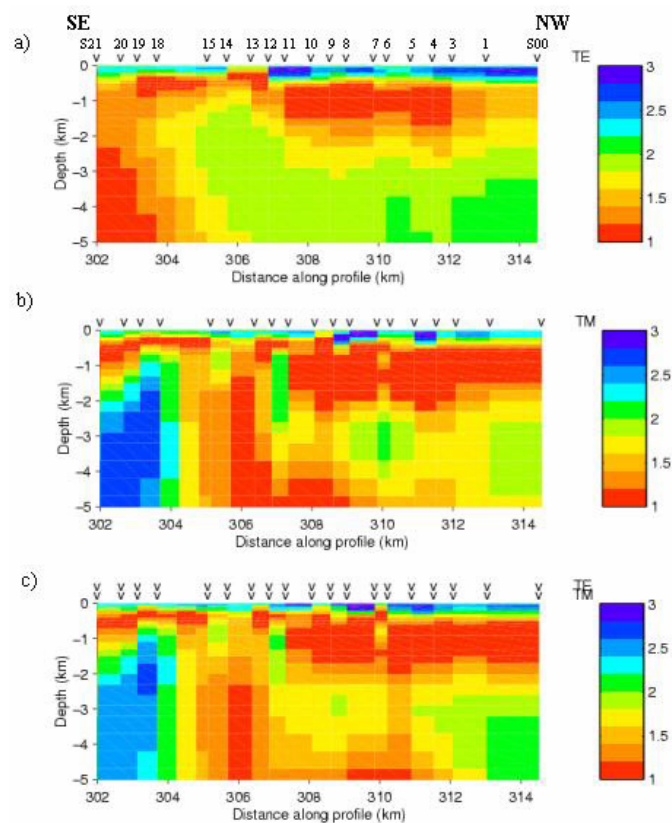 SE NW
a) S21 20 19 18 15 14 13 12 11 10 9 8 7 6 5 4 3 1 S00 TE
v v v v v v v v v v v v v v v v v v v
0
−1
−2
−3
−4
−5
Depth (km)
302 304 306 308 310 312 314
Distance along profile (km)
3
2.5
2
1.5
1
b)
v v v v v v v v v v v v v v v v v v v TM
0
−1
−2
−3
−4
−5
Depth (km)
302 304 306 308 310 312 314
Distance along profile (km)
3
2.5
2
1.5
1
c)
v v v v v v v v v v v v v v v v v v v TE
v v v v v v v v v v v v v v v v v v v TM
0
−1
−2
−3
−4
−5
Depth (km)
302 304 306 308 310 312 314
Distance along profile (km)
3
2.5
2
1.5
1